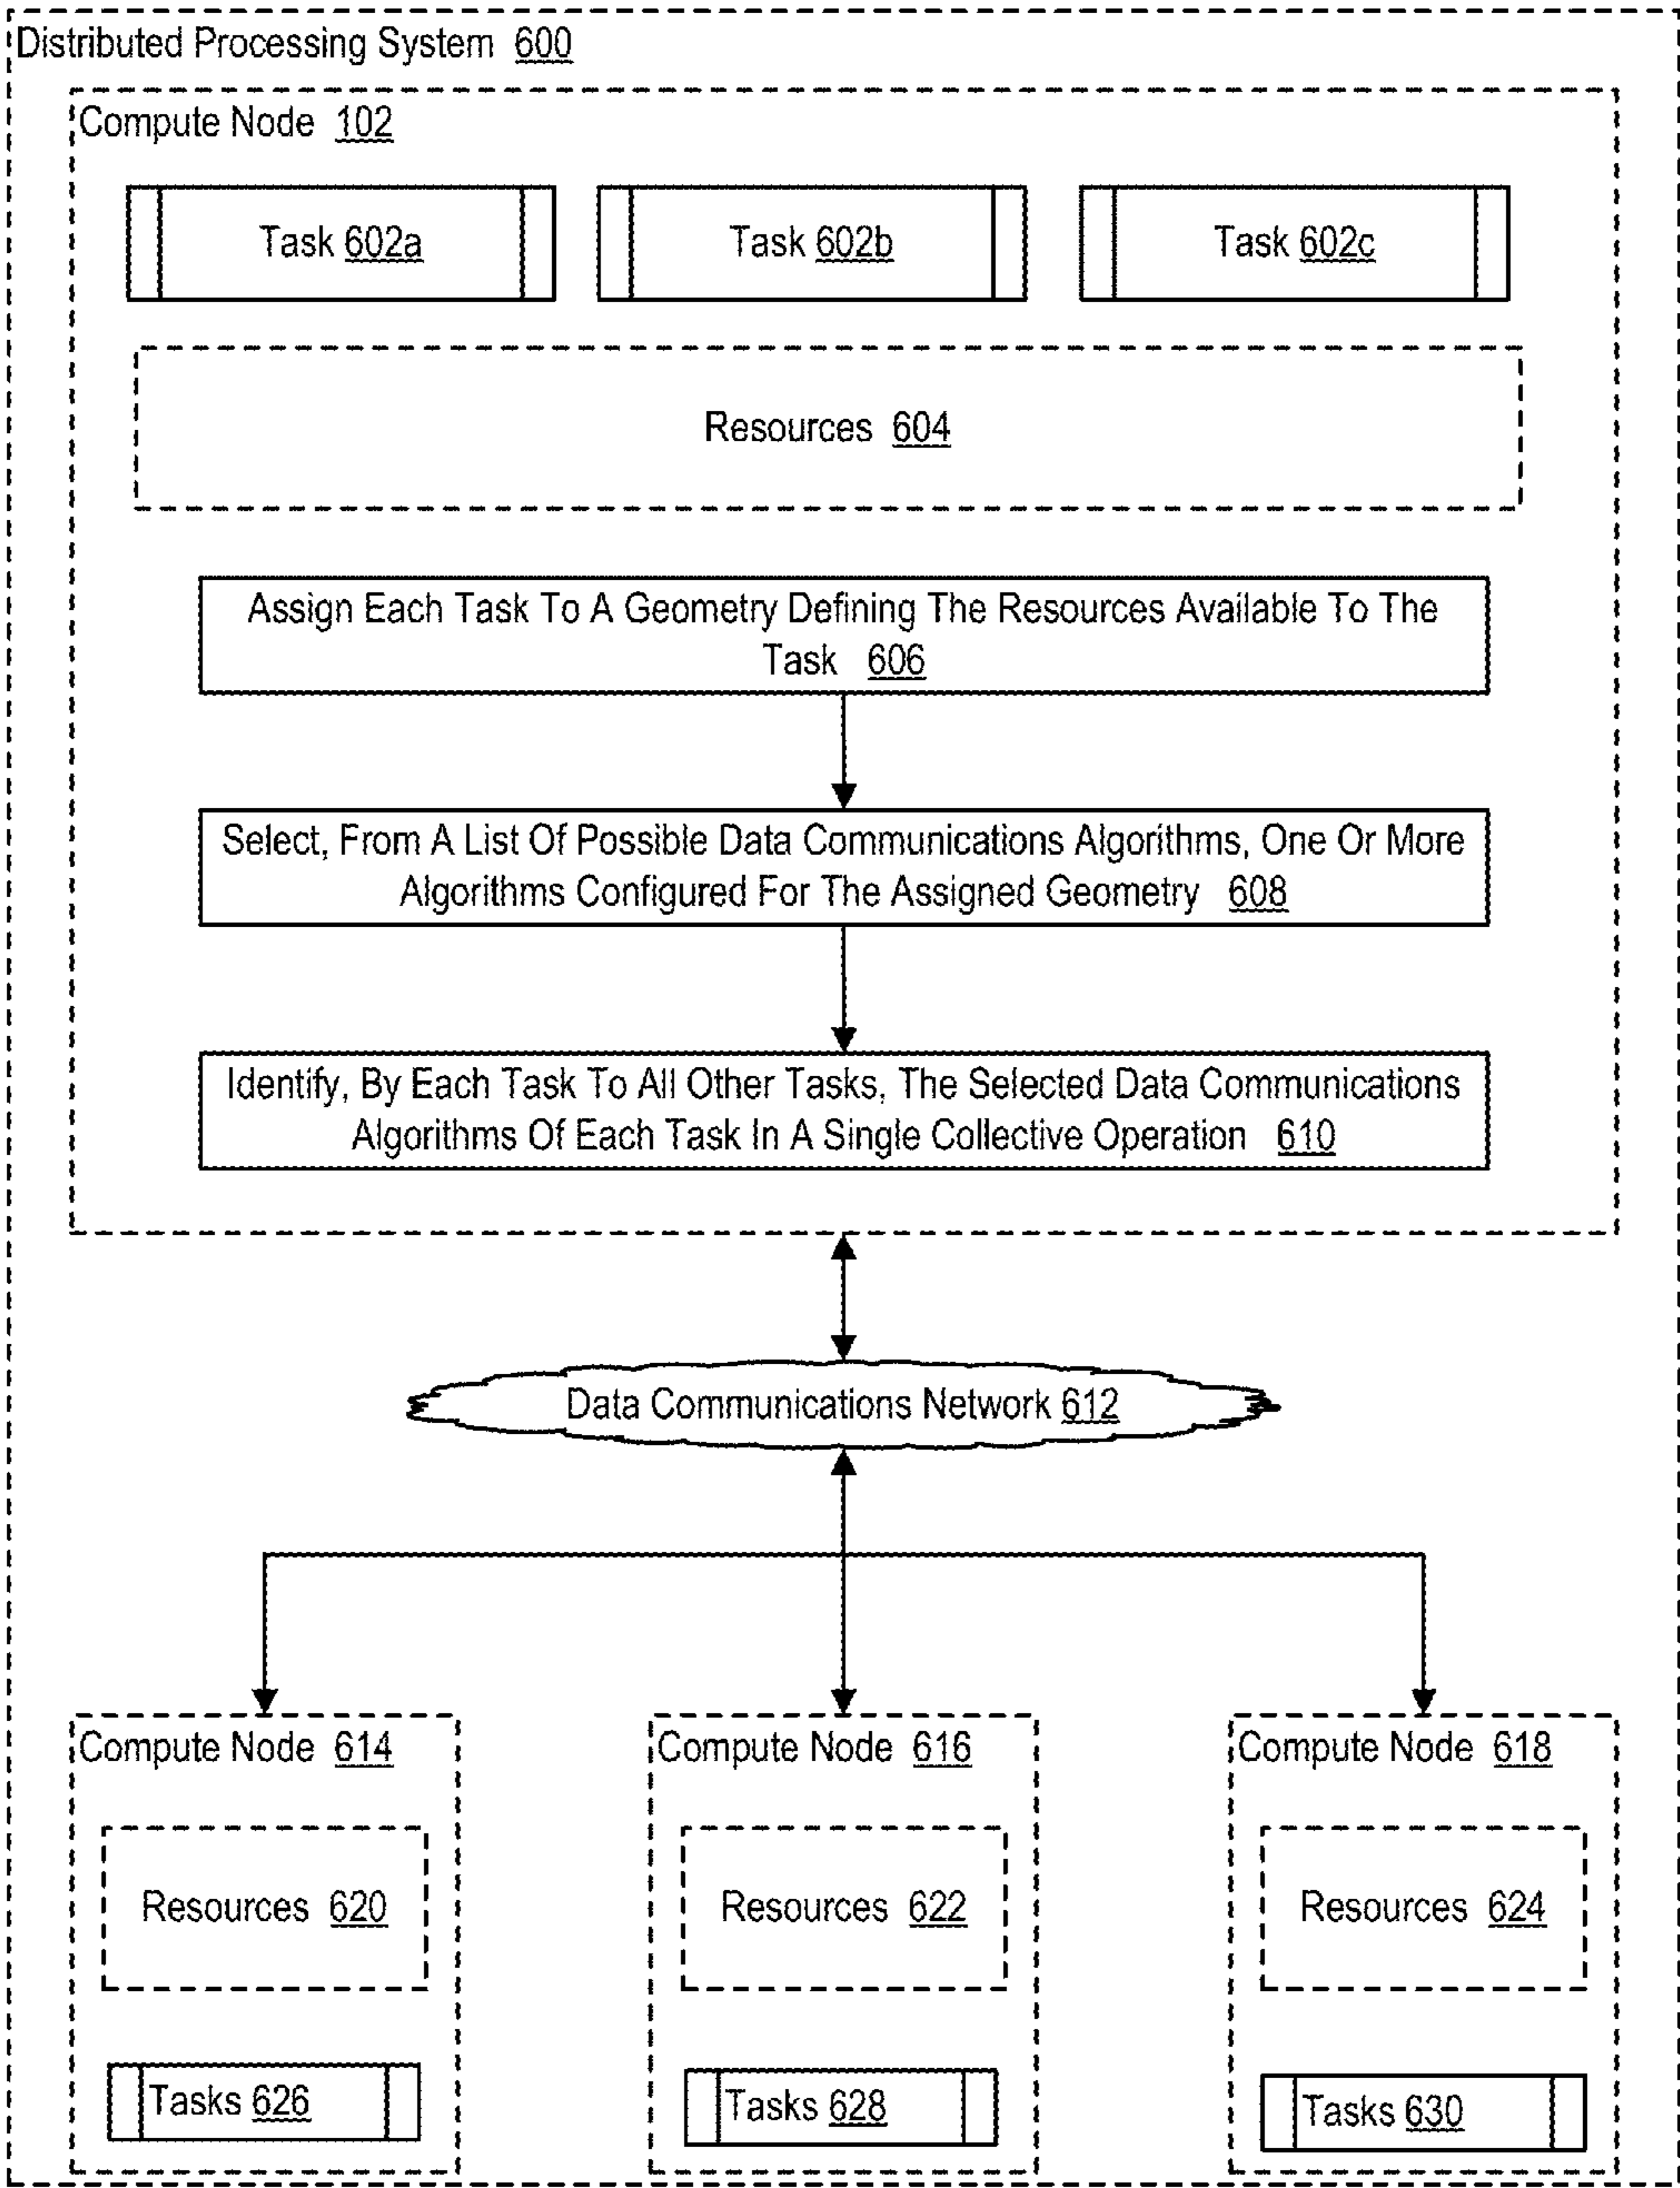 Distributed Processing System 600
Compute Node 102
Task 602a
Task 602b
Task 602c
Resources 604
Assign Each Task To A Geometry Defining The Resources Available To The
Task 606
Select, From A List Of Possible Data Communications Algorithms, One Or More
Algorithms Configured For The Assigned Geometry 608
Identify, By Each Task To All Other Tasks, The Selected Data Communications
Algorithms Of Each Task In A Single Collective Operation 610
Data Communications Network 612
Compute Node 614
Resources 620
Tasks 626
Compute Node 616
Resources 622
Tasks 628
Compute Node 618
Resources 624
Tasks 630